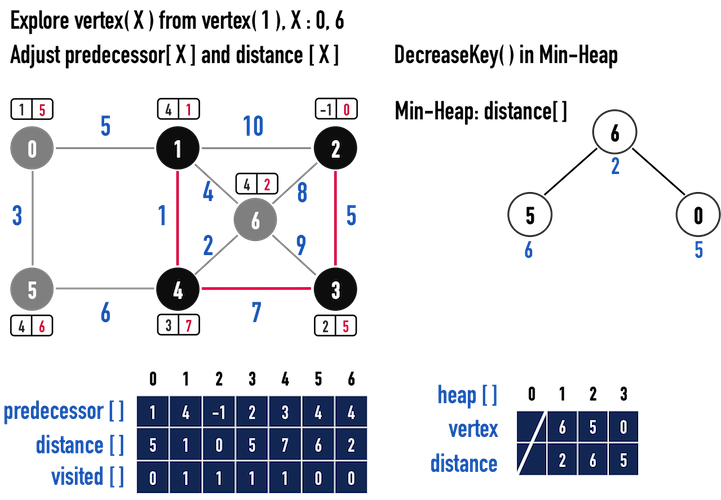 Explore vertex(X) from vertex(1), X : 0, 6
Adjust predecessor[X] and distance [X]
DecreaseKey() in Min-Heap
Min-Heap: distance[]
1 5
4 1
-1 0
5
10
0
1
2
6
4 2
2
3
1
4
8
5
6
5
0
2
9
6
5
5
4
3
6
7
4 6
3 7
2 5
0 1 2 3 4 5 6
predecessor [] 1 4 -1 2 3 4 4
distance [] 5 1 0 5 7 6 2
visited [] 0 1 1 1 1 0 0
heap [] 0 1 2 3
vertex 6 5 0
distance 2 6 5